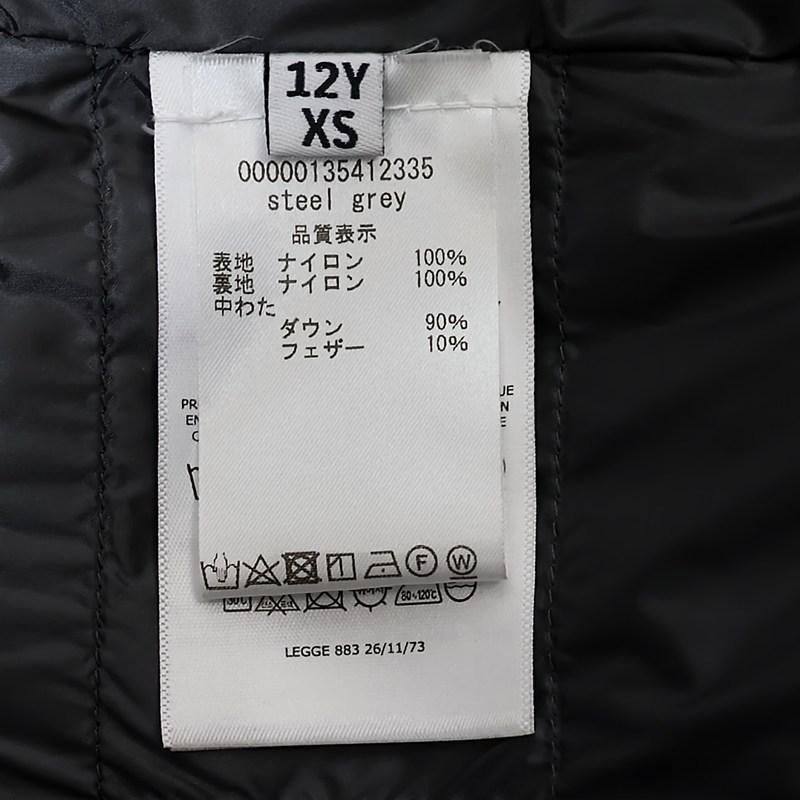 12Y
XS
00000135412335
steel grey
品質表示
表地 ナイロン 100%
裏地 ナイロン 100%
中わた
ダウン 90%
フェザー 10%
F W
80~120℃
LEGGE 883 26/11/73